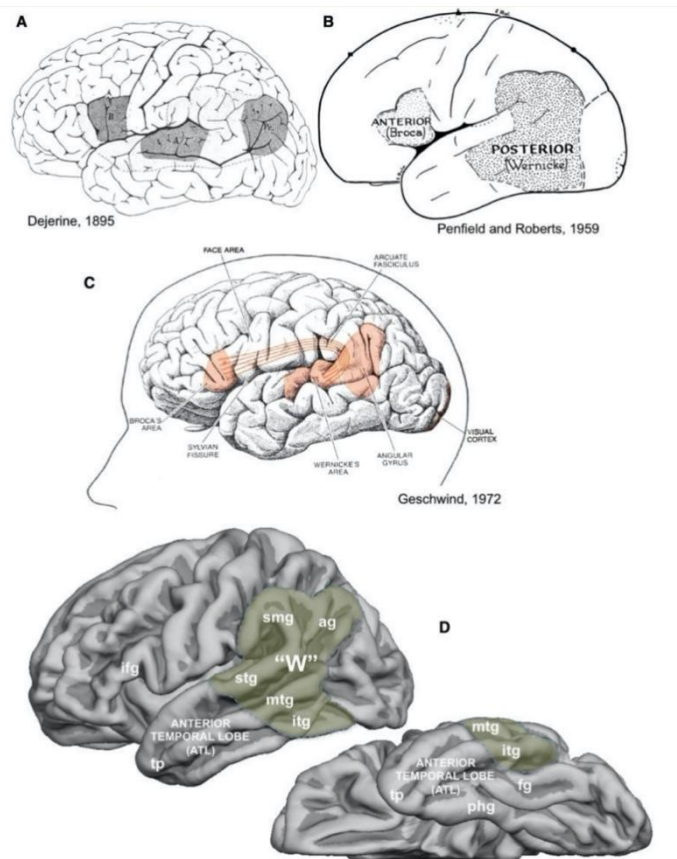 A
B
Dejerine, 1895
ANTERIOR
(Broca)
POSTERIOR
(Wernicke)
Penfield and Roberts, 1959
C
FACE AREA
ARCUATE
FASCICULUS
BROCA'S
AREA
SYLVIAN
FISSURE
WERNICKE'S
AREA
ANGULAR
GYRUS
VISUAL
CORTEX
Geschwind, 1972
D
smg
ag
"W"
ifg
stg
mtg
itg
ANTERIOR
TEMPORAL LOBE
(ATL)
tp
mtg
itg
ANTERIOR
TEMPORAL LOBE
(ATL)
fg
tp
phg